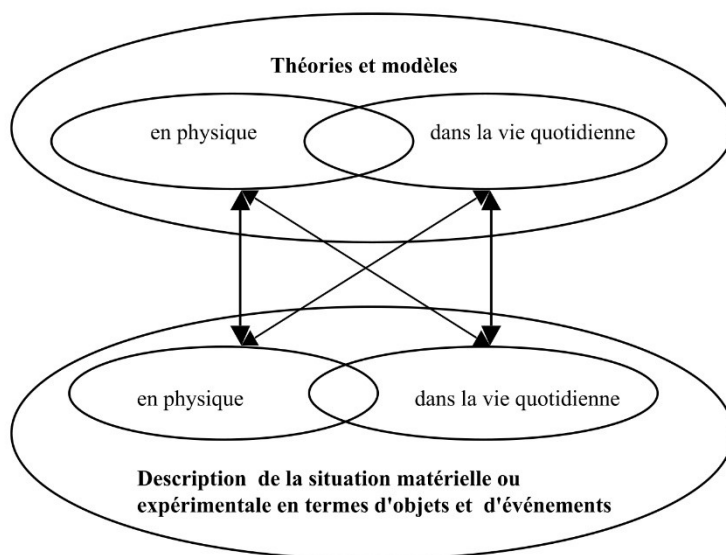 Théories et modèles
en physique
dans la vie quotidienne
en physique
dans la vie quotidienne
Description de la situation matérielle ou
expérimentale en termes d'objets et d'événements